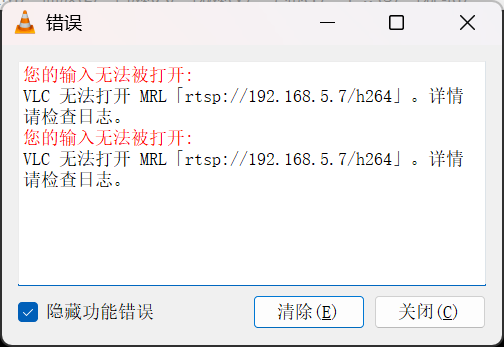 错误
您的输入无法被打开:
VLC 无法打开 MRL「rtsp://192.168.5.7/h264」。详情
请检查日志。
您的输入无法被打开:
VLC 无法打开 MRL「rtsp://192.168.5.7/h264」。详情
请检查日志。
隐藏功能错误
清除(E)
关闭(C)